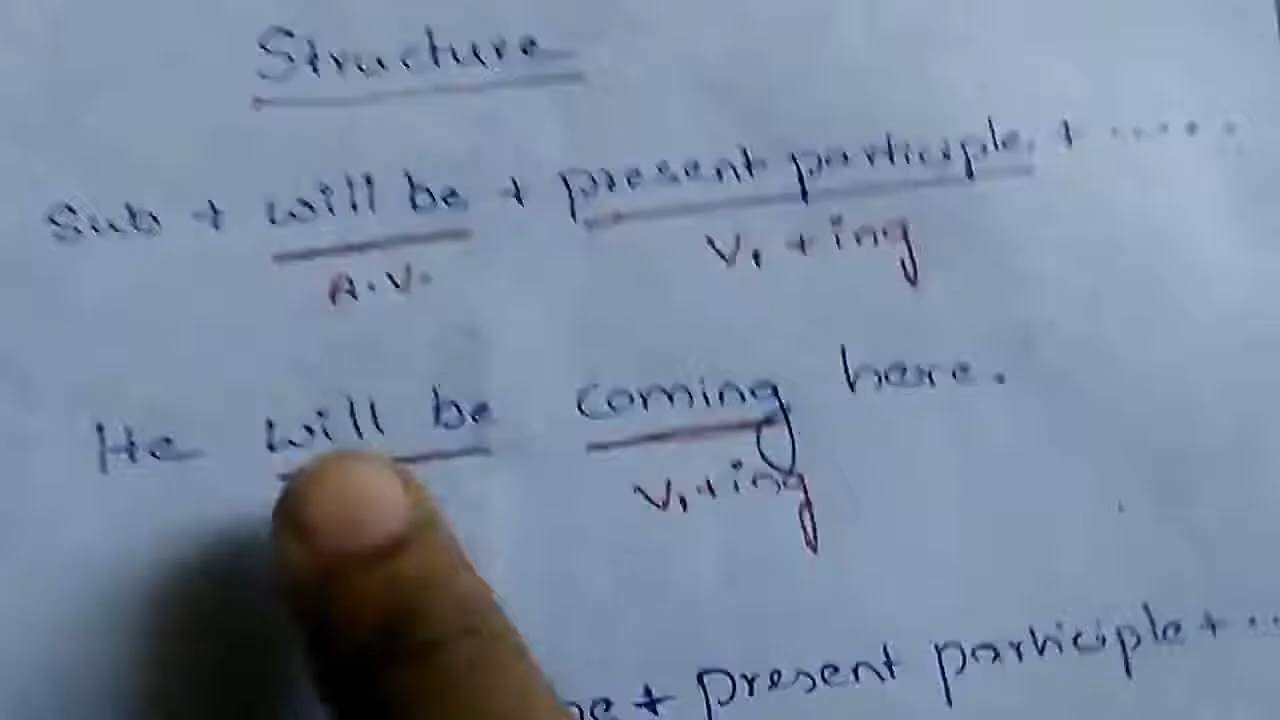 Structure
Sub + will be + present participle + .....
A.V. V₁ + ing
He will be coming here.
V₁+ing
+ present participle + ..